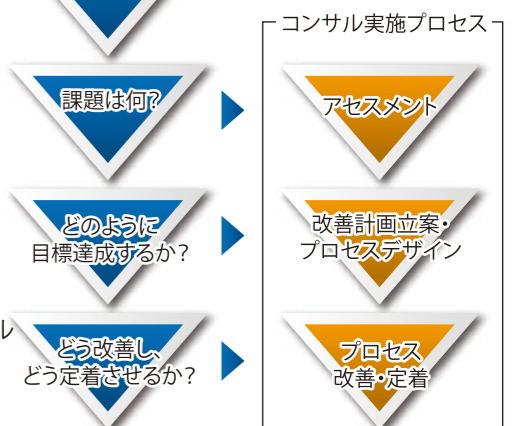 コンサル実施プロセス
課題は何?
アセスメント
どのように
目標達成するか?
改善計画立案・
プロセスデザイン
ル
どう改善し、
どう定着させるか?
プロセス
改善・定着